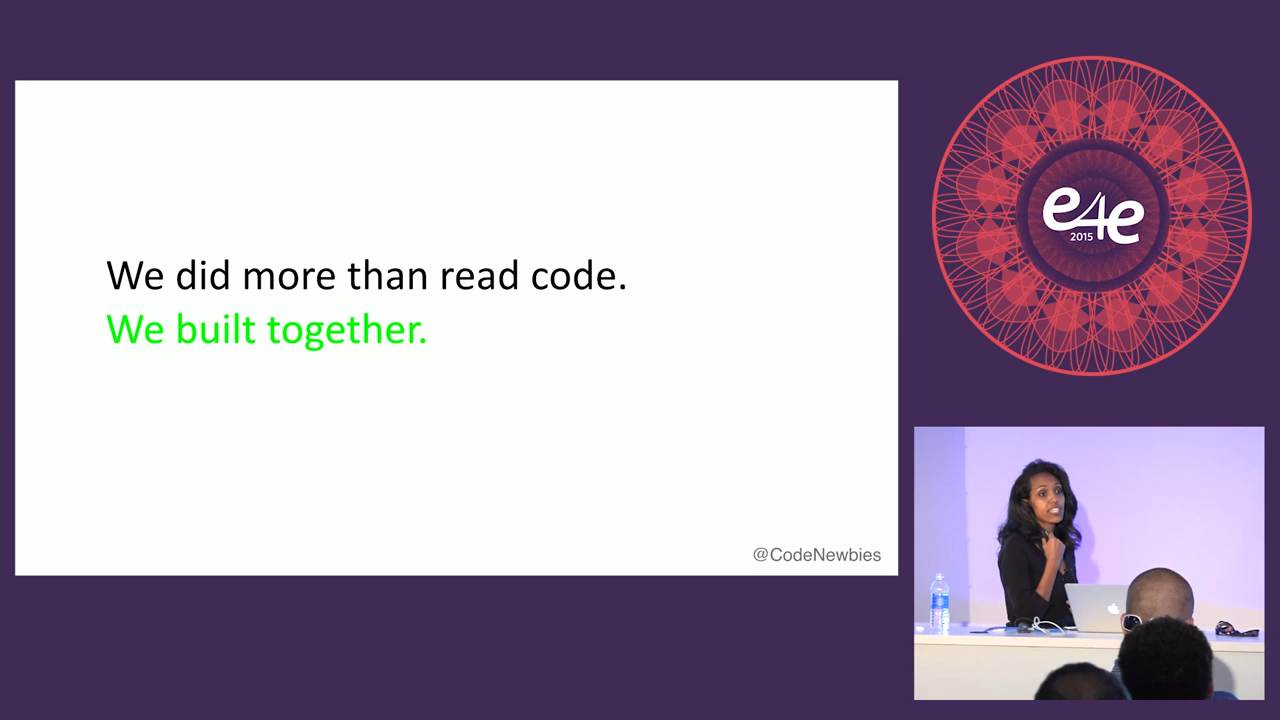 We did more than read code.
We built together.
@CodeNewbies
e4e
2015